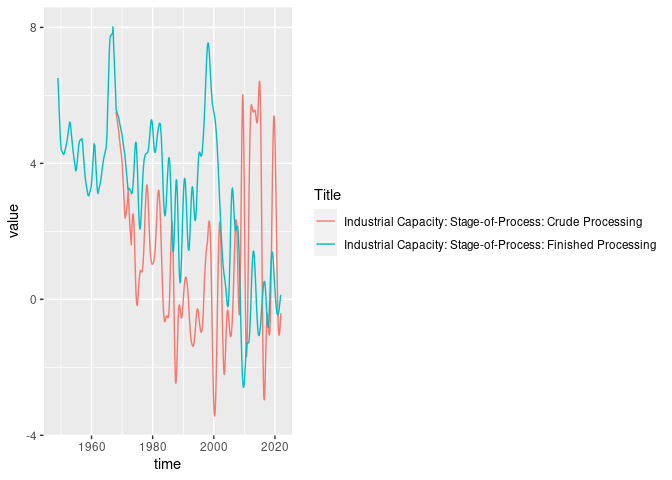 8
4
0
-4
value
1960
1980
2000
2020
time
Title
Industrial Capacity: Stage-of-Process: Crude Processing
Industrial Capacity: Stage-of-Process: Finished Processing